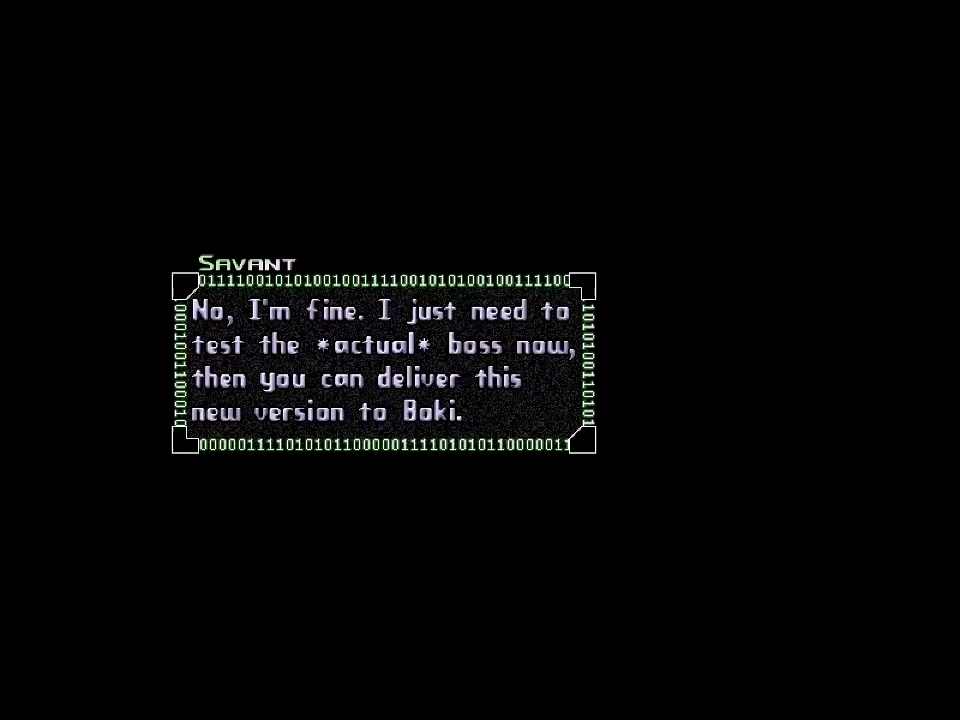 Savant
011110010101001001111001010100100111100
No, I'm fine. I just need to
test the *actual* boss now,
then you can deliver this
new version to Boki.